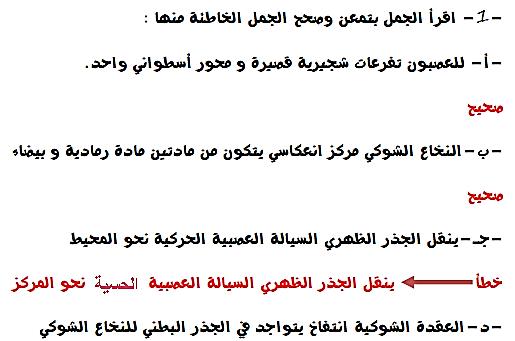 -1- اقرأ الجمل بتمعن وصحح الجمل الخاطئة منها :
-أ- للعصبون تفرعات شجيرية قصيرة و محور أسطواني واحد.
صحيح
-ب-النخاع الشوكي مركز انعكاسي يتكون من مادتين مادة رمادية و بيضاء
صحيح
-جـ-ينقل الجذر الظهري السيالة العصبية الحركية نحو المحيط
خطأ ينقل الجذر الظهري السيالة العصبية الحسية نحو المركز
-د-العقدة الشوكية انتفاخ يتواجد في الجذر البطني للنخاع الشوكي